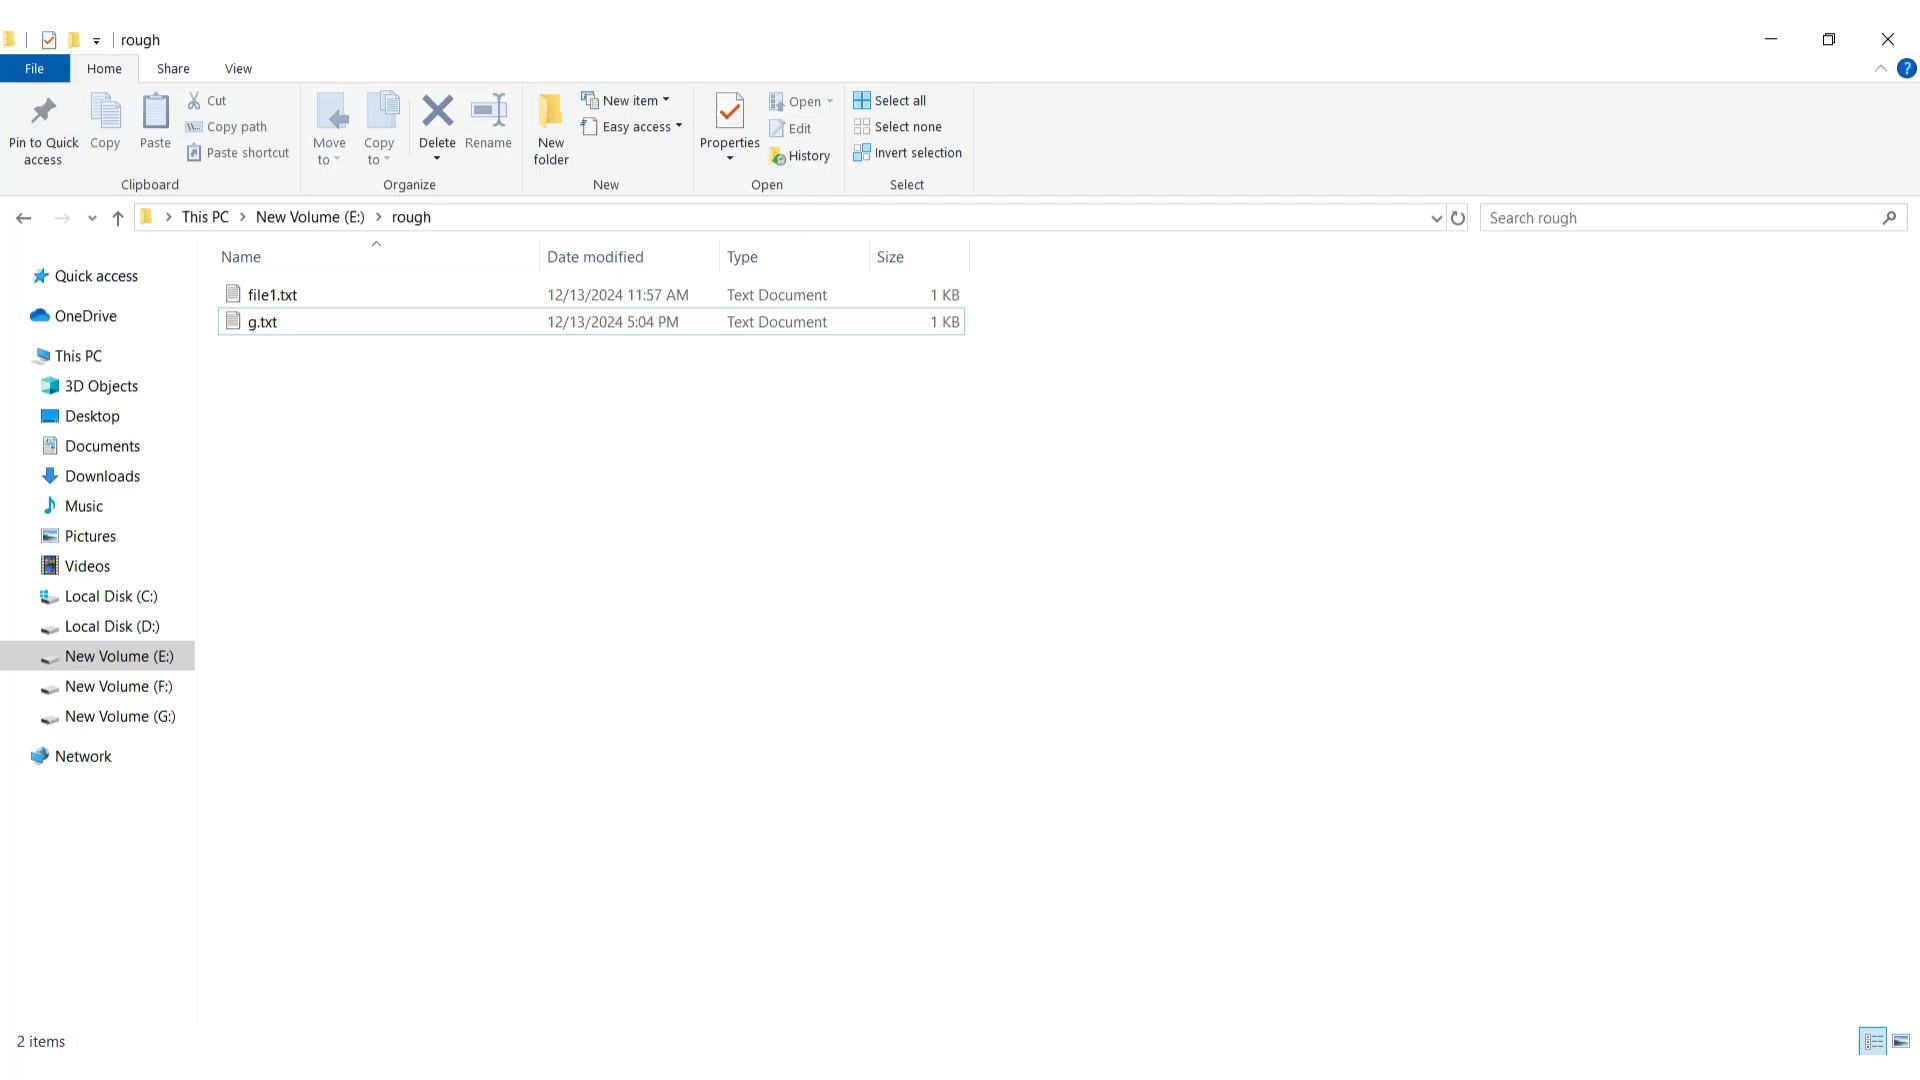 rough
File Home Share View
Pin to Quick access
Copy
Paste
Cut
Copy path
Paste shortcut
Clipboard
Move to
Copy to
Delete
Rename
Organize
New folder
New item
Easy access
New
Properties
Open
Edit
History
Open
Select all
Select none
Invert selection
Select
This PC > New Volume (E:) > rough
Search rough
Name Date modified Type Size
file1.txt 12/13/2024 11:57 AM Text Document 1 KB
g.txt 12/13/2024 5:04 PM Text Document 1 KB
Quick access
OneDrive
This PC
3D Objects
Desktop
Documents
Downloads
Music
Pictures
Videos
Local Disk (C:)
Local Disk (D:)
New Volume (E:)
New Volume (F:)
New Volume (G:)
Network
2 items